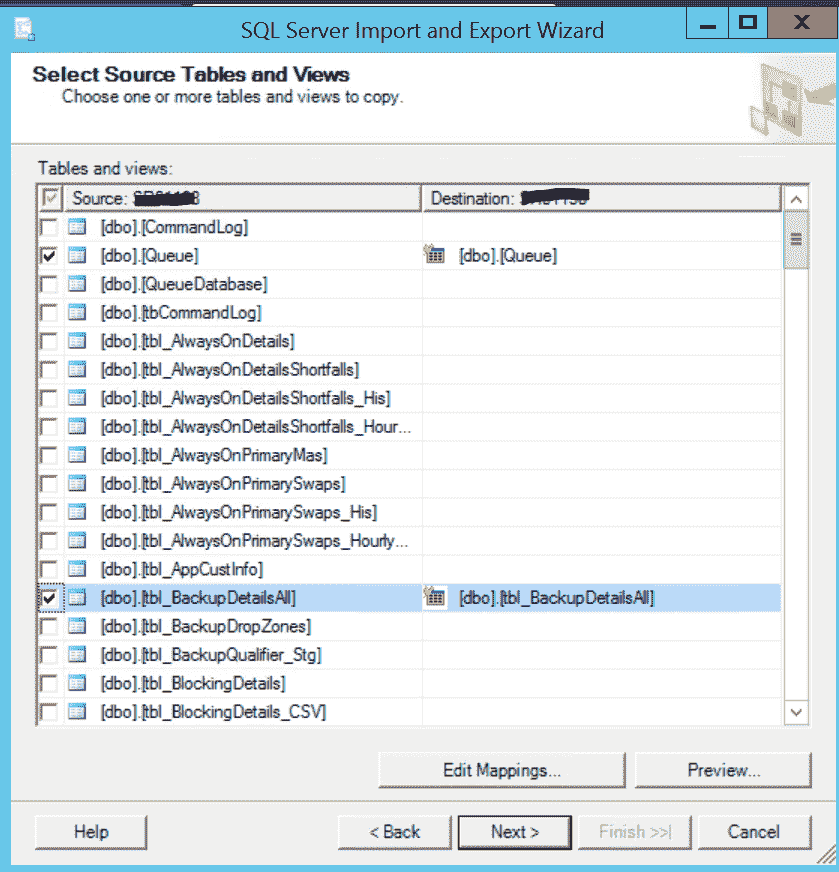 SQL Server Import and Export Wizard
Select Source Tables and Views
Choose one or more tables and views to copy.
Tables and views:
Source: Destination:
[dbo].[CommandLog]
[dbo].[Queue] [dbo].[Queue]
[dbo].[QueueDatabase]
[dbo].[tbCommandLog]
[dbo].[tbl_AlwaysOnDetails]
[dbo].[tbl_AlwaysOnDetailsShortfalls]
[dbo].[tbl_AlwaysOnDetailsShortfalls_His]
[dbo].[tbl_AlwaysOnDetailsShortfalls_Hour...
[dbo].[tbl_AlwaysOnPrimaryMas]
[dbo].[tbl_AlwaysOnPrimarySwaps]
[dbo].[tbl_AlwaysOnPrimarySwaps_His]
[dbo].[tbl_AlwaysOnPrimarySwaps_Hourly...
[dbo].[tbl_AppCustInfo]
[dbo].[tbl_BackupDetailsAll] [dbo].[tbl_BackupDetailsAll]
[dbo].[tbl_BackupDropZones]
[dbo].[tbl_BackupQualifier_Stg]
[dbo].[tbl_BlockingDetails]
[dbo].[tbl_BlockingDetails_CSV]
Edit Mappings... Preview...
Help < Back Next > Finish >>| Cancel